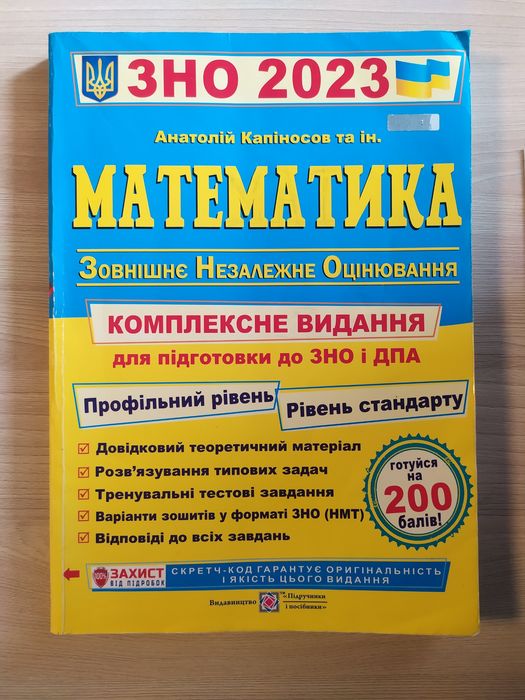 ЗНО 2023
Анатолій Капіносов та ін.
МАТЕМАТИКА
ЗОВНІШНЄ НЕЗАЛЕЖНЕ ОЦІНЮВАННЯ
КОМПЛЕКСНЕ ВИДАННЯ
для підготовки до ЗНО і ДПА
Профільний рівень
Рівень стандарту
Довідковий теоретичний матеріал
Розв'язування типових задач
Тренувальні тестові завдання
Варіанти зошитів у форматі ЗНО (НМТ)
Відповіді до всіх завдань
готуйся
на
200
балів!
100%
ЗАХИСТ
ВІД ПІДРОБОК
СКРЕТЧ-КОД ГАРАНТУЄ ОРИГІНАЛЬНІСТЬ
І ЯКІСТЬ ЦЬОГО ВИДАННЯ
Видавництво
«Підручники
і посібники»